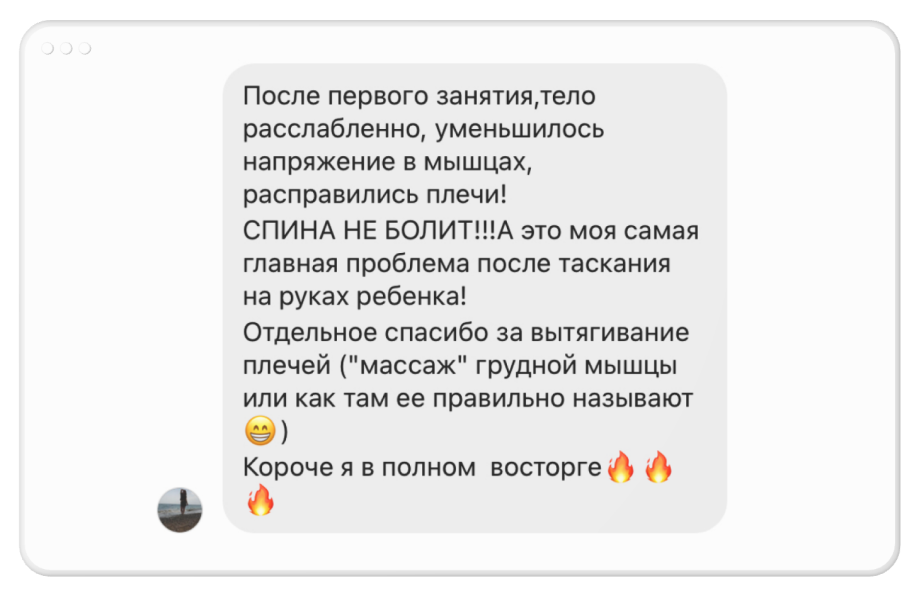 После первого занятия,тело
расслабленно, уменьшилось
напряжение в мышцах,
расправились плечи!
СПИНА НЕ БОЛИТ!!!А это моя самая
главная проблема после таскания
на руках ребенка!
Отдельное спасибо за вытягивание
плечей ("массаж" грудной мышцы
или как там ее правильно называют
😁)
Короче я в полном  восторге🔥🔥
🔥